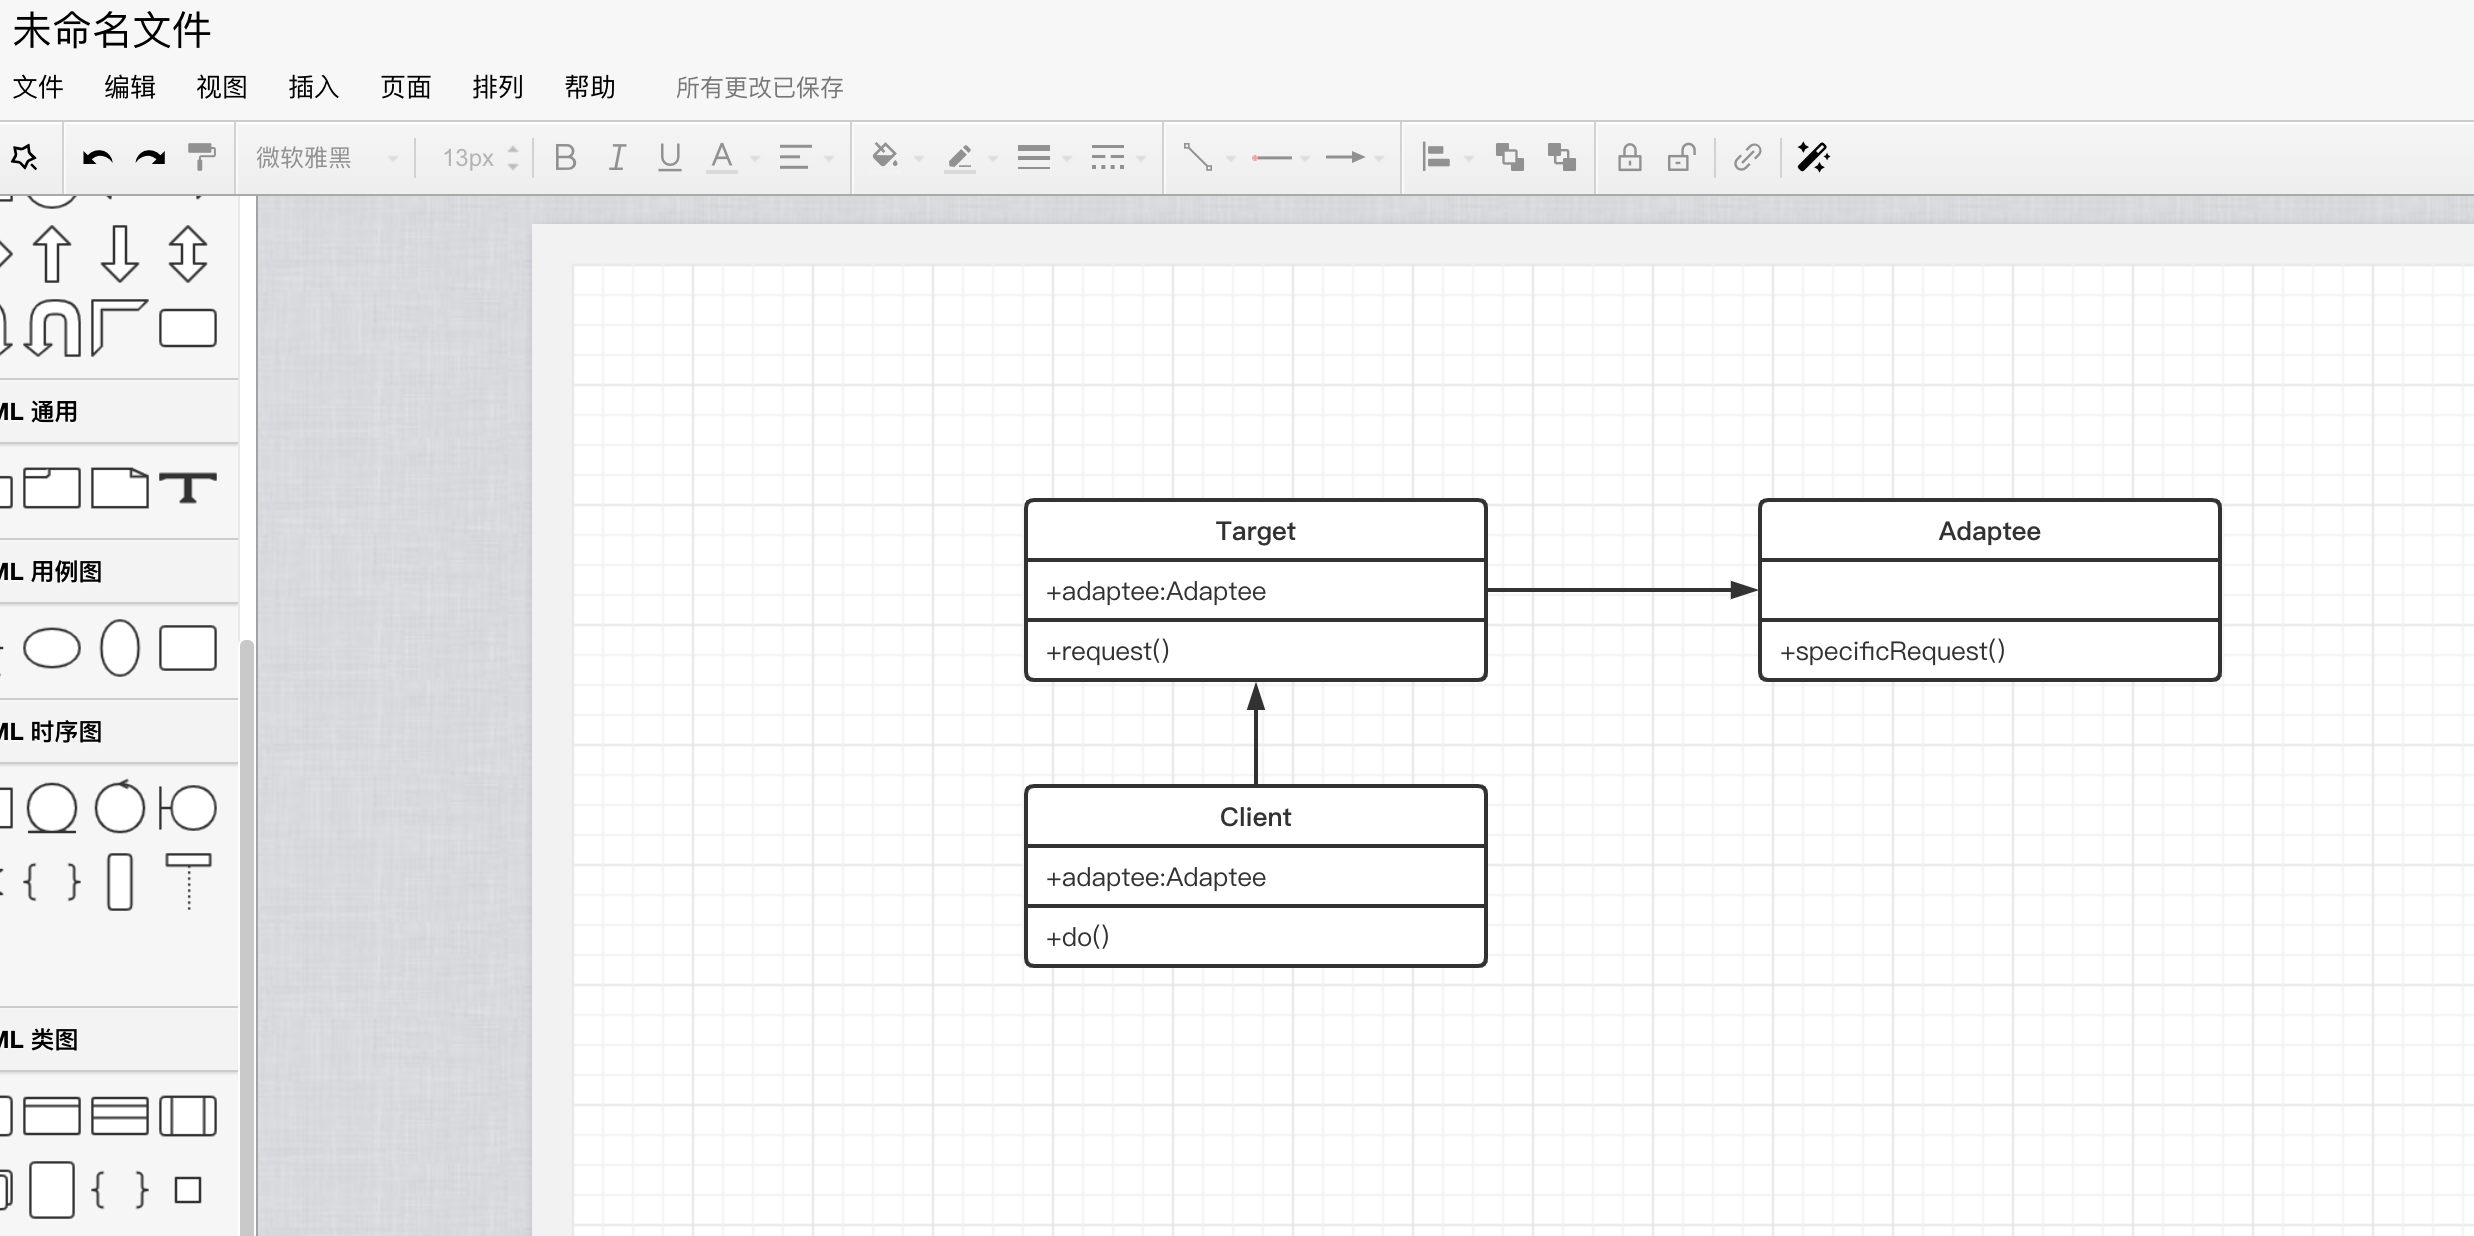 未命名文件
文件 编辑 视图 插入 页面 排列 帮助 所有更改已保存
微软雅黑 13px B I U A
ML 通用
ML 用例图
ML 时序图
ML 类图
Target
+adaptee:Adaptee
+request()
Adaptee
+specificRequest()
Client
+adaptee:Adaptee
+do()